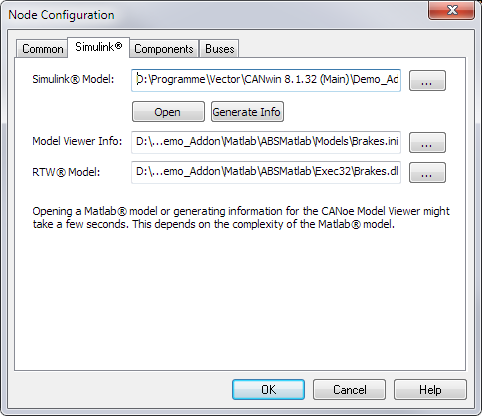 Node Configuration
Common Simulink® Components Buses
Simulink® Model: D:\Programme\Vector\CANwin 8.1.32 (Main)\Demo_Ad ...
Open Generate Info
Model Viewer Info: D:\...emo_Addon\Matlab\ABSMatlab\Models\Brakes.ini ...
RTW® Model: D:\...emo_Addon\Matlab\ABSMatlab\Exec32\Brakes.dl ...
Opening a Matlab® model or generating information for the CANoe Model Viewer might
take a few seconds. This depends on the complexity of the Matlab® model.
OK Cancel Help